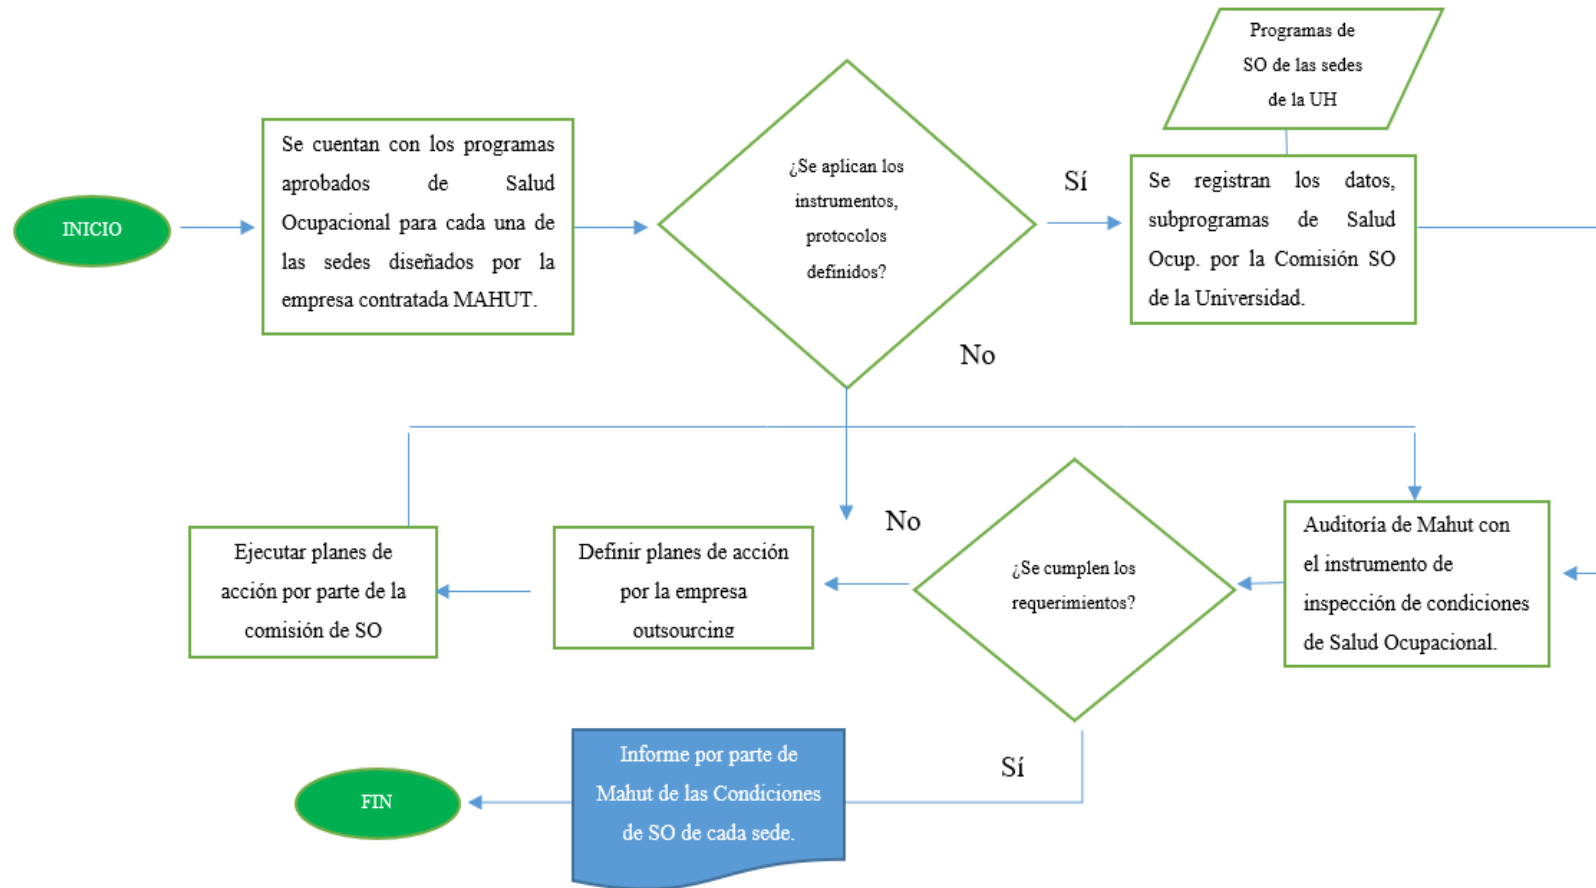 Programas de
SO de las sedes
de la UH
INICIO
Se cuentan con los programas
aprobados de Salud
Ocupacional para cada una de
las sedes diseñados por la
empresa contratada MAHUT.
¿Se aplican los
instrumentos,
protocolos
definidos?
Sí
Se registran los datos,
subprogramas de Salud
Ocup. por la Comisión SO
de la Universidad.
No
Ejecutar planes de
acción por parte de la
comisión de SO
Definir planes de acción
por la empresa
outsourcing
No
¿Se cumplen los
requerimientos?
Auditoría de Mahut con
el instrumento de
inspección de condiciones
de Salud Ocupacional.
Sí
Informe por parte de
Mahut de las Condiciones
de SO de cada sede.
FIN